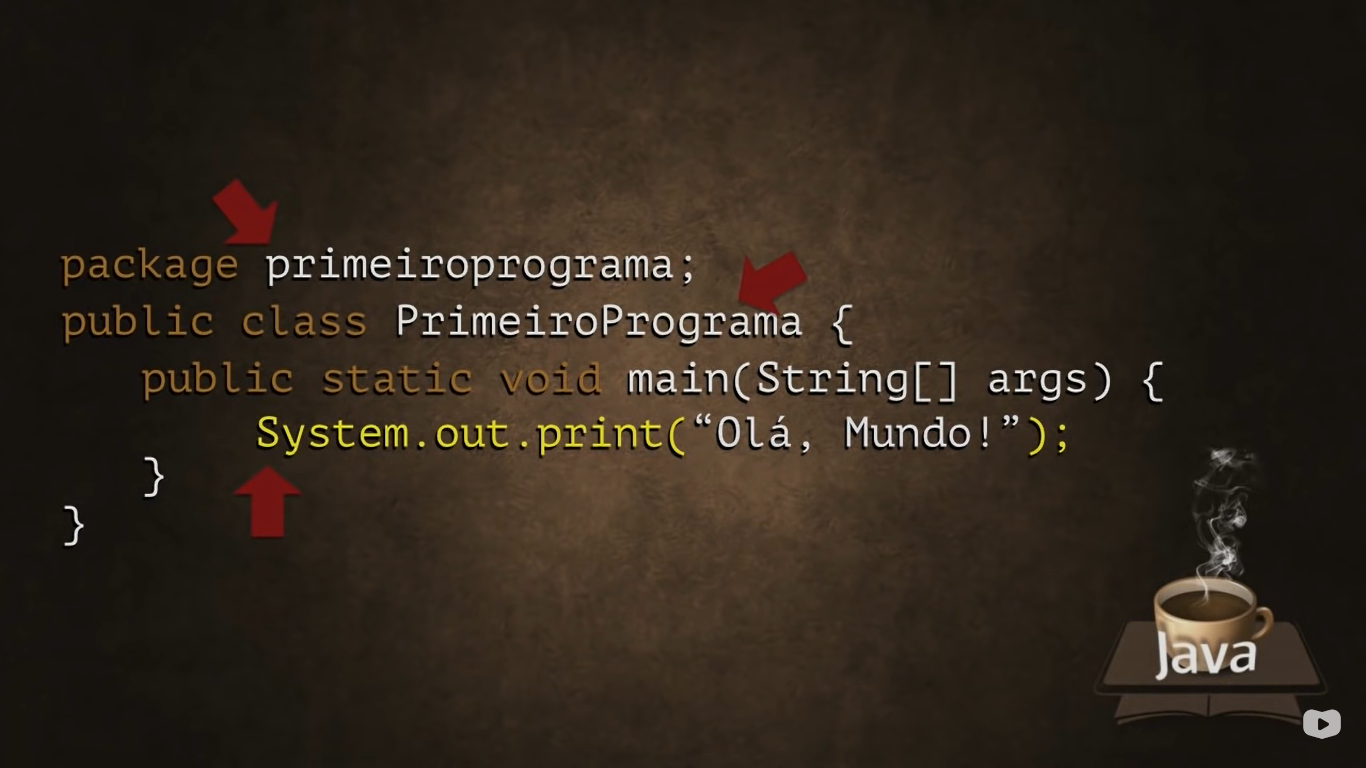 package primeiroprograma;
public class PrimeiroPrograma {
public static void main(String[] args) {
System.out.print(“Olá, Mundo!”);
}
}
Java